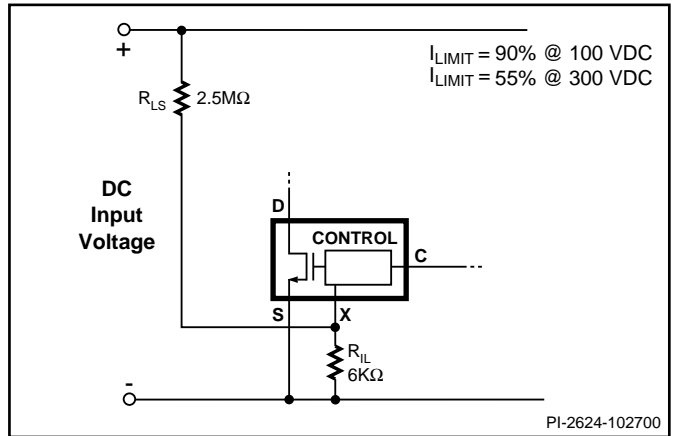 +
I_LIMIT = 90% @ 100 VDC
I_LIMIT = 55% @ 300 VDC
R_LS 2.5MΩ
DC
Input
Voltage
D
CONTROL
C
S
X
R_IL
6KΩ
-
PI-2624-102700